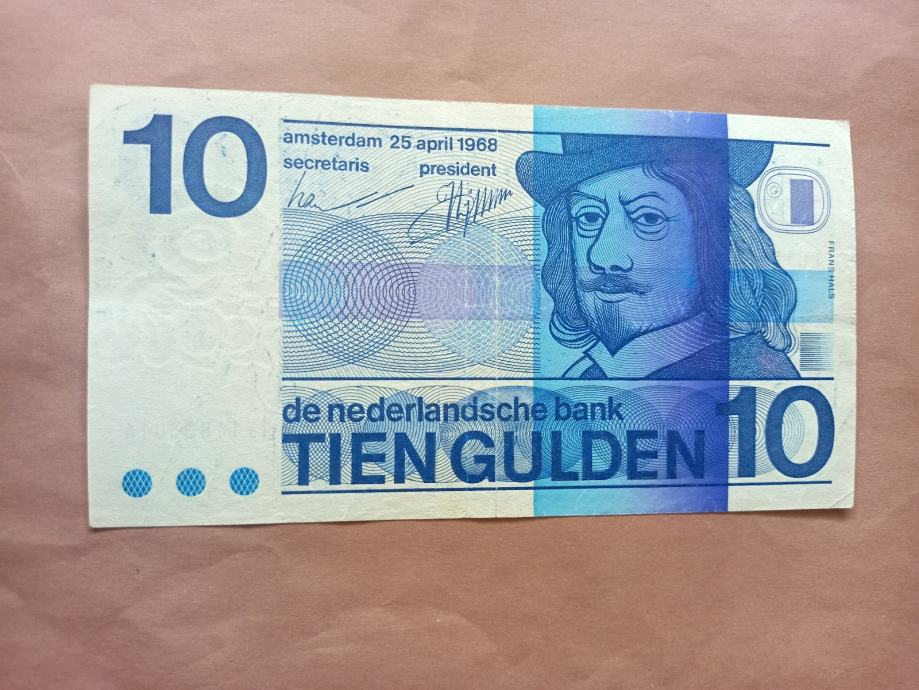 10
amsterdam 25 april 1968
secretaris president
FRANS HALS
de nederlandsche bank
TIEN GULDEN 10